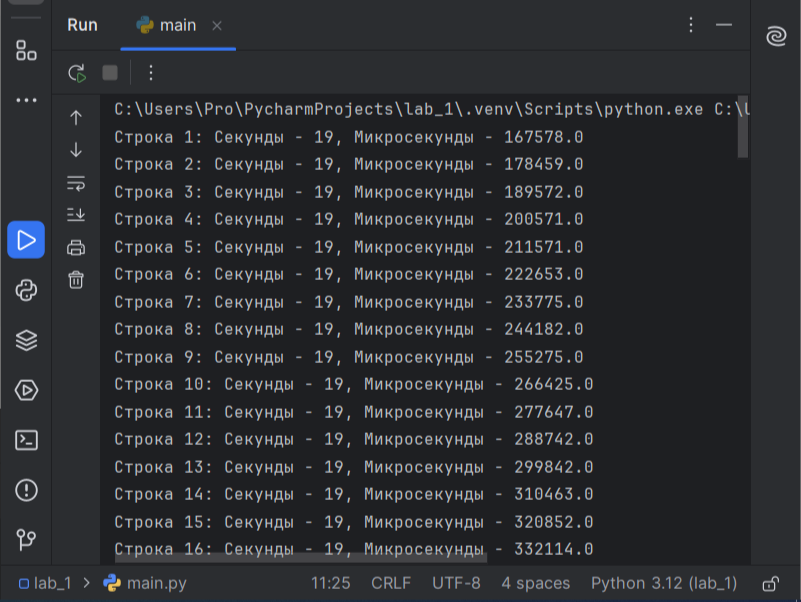 Run main
C:\Users\Pro\PycharmProjects\lab_1\.venv\Scripts\python.exe C:\
Строка 1: Секунды - 19, Микросекунды - 167578.0
Строка 2: Секунды - 19, Микросекунды - 178459.0
Строка 3: Секунды - 19, Микросекунды - 189572.0
Строка 4: Секунды - 19, Микросекунды - 200571.0
Строка 5: Секунды - 19, Микросекунды - 211571.0
Строка 6: Секунды - 19, Микросекунды - 222653.0
Строка 7: Секунды - 19, Микросекунды - 233775.0
Строка 8: Секунды - 19, Микросекунды - 244182.0
Строка 9: Секунды - 19, Микросекунды - 255275.0
Строка 10: Секунды - 19, Микросекунды - 266425.0
Строка 11: Секунды - 19, Микросекунды - 277647.0
Строка 12: Секунды - 19, Микросекунды - 288742.0
Строка 13: Секунды - 19, Микросекунды - 299842.0
Строка 14: Секунды - 19, Микросекунды - 310463.0
Строка 15: Секунды - 19, Микросекунды - 320852.0
Строка 16: Секунды - 19, Микросекунды - 332114.0
lab_1 > main.py 11:25 CRLF UTF-8 4 spaces Python 3.12 (lab_1)